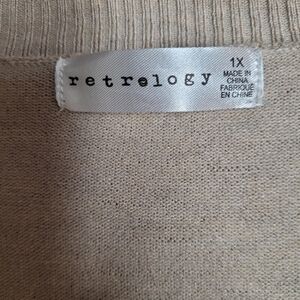 retrology
1X
MADE IN
CHINA
FABRIQUÉ
EN CHINE